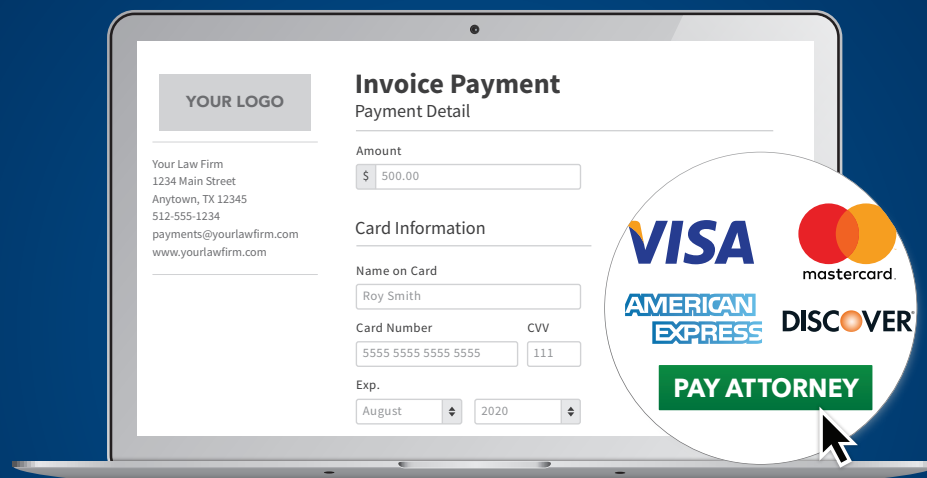 YOUR LOGO
Your Law Firm
1234 Main Street
Anytown, TX 12345
512-555-1234
payments@yourlawfirm.com
www.yourlawfirm.com
Invoice Payment
Payment Detail
Amount
$ 500.00
Card Information
Name on Card
Roy Smith
Card Number CVV
5555 5555 5555 5555 111
Exp.
August 2020
VISA
mastercard.
AMERICAN
EXPRESS
DISCOVER
PAY ATTORNEY